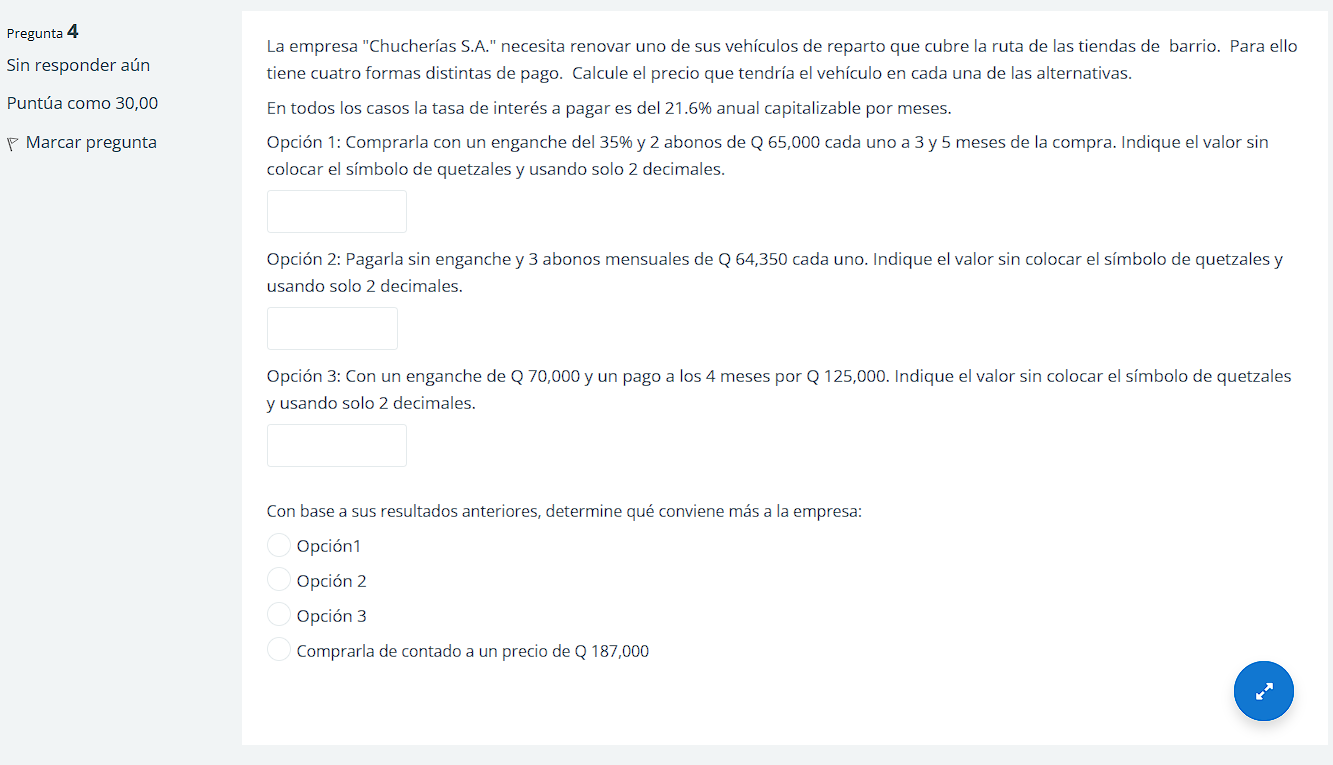 Pregunta 4
Sin responder aún
Puntúa como 30,00
Marcar pregunta
La empresa "Chucherías S.A." necesita renovar uno de sus vehículos de reparto que cubre la ruta de las tiendas de barrio. Para ello
tiene cuatro formas distintas de pago. Calcule el precio que tendría el vehículo en cada una de las alternativas.
En todos los casos la tasa de interés a pagar es del 21.6% anual capitalizable por meses.
Opción 1: Comprarla con un enganche del 35% y 2 abonos de Q 65,000 cada uno a 3 y 5 meses de la compra. Indique el valor sin
colocar el símbolo de quetzales y usando solo 2 decimales.
Opción 2: Pagarla sin enganche y 3 abonos mensuales de Q 64,350 cada uno. Indique el valor sin colocar el símbolo de quetzales y
usando solo 2 decimales.
Opción 3: Con un enganche de Q 70,000 y un pago a los 4 meses por Q 125,000. Indique el valor sin colocar el símbolo de quetzales
y usando solo 2 decimales.
Con base a sus resultados anteriores, determine qué conviene más a la empresa:
Opción1
Opción 2
Opción 3
Comprarla de contado a un precio de Q 187,000